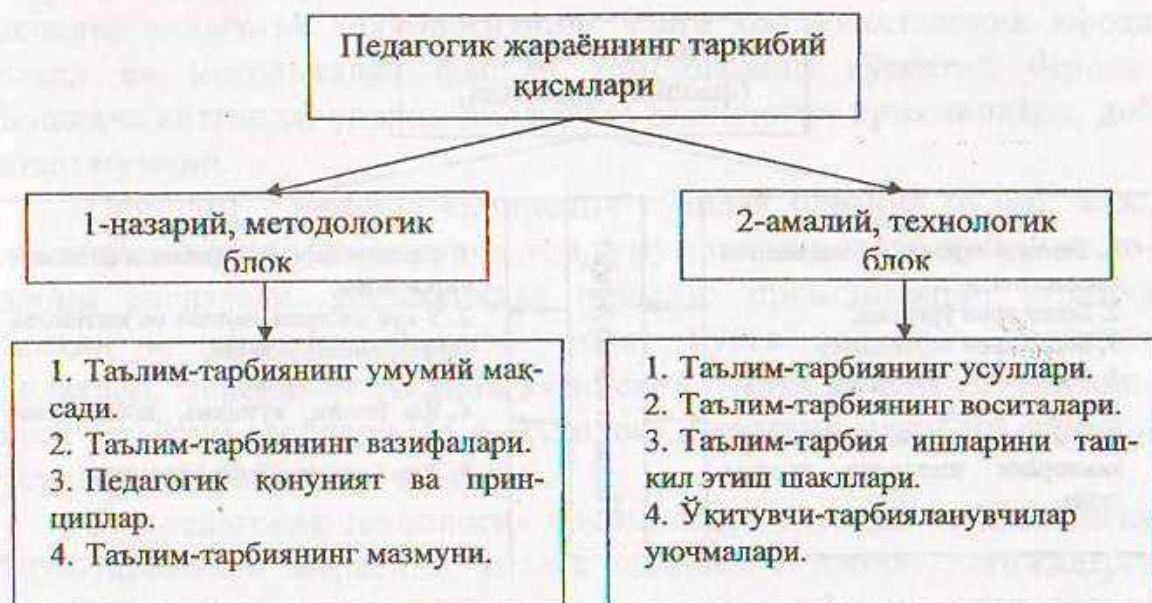 Педагогик жараённинг таркибий
қисмлари
1-назарий, методологик
блок
2-амалий, технологик
блок
1. Таълим-тарбиянинг умумий мақ-
сади.
2. Таълим-тарбиянинг вазифалари.
3. Педагогик қонуният ва прин-
циплар.
4. Таълим-тарбиянинг мазмуни.
1. Таълим-тарбиянинг усуллари.
2. Таълим-тарбиянинг воситалари.
3. Таълим-тарбия ишларини таш-
кил этиш шакллари.
4. Ўқитувчи-тарбияланувчилар
уючмалари.